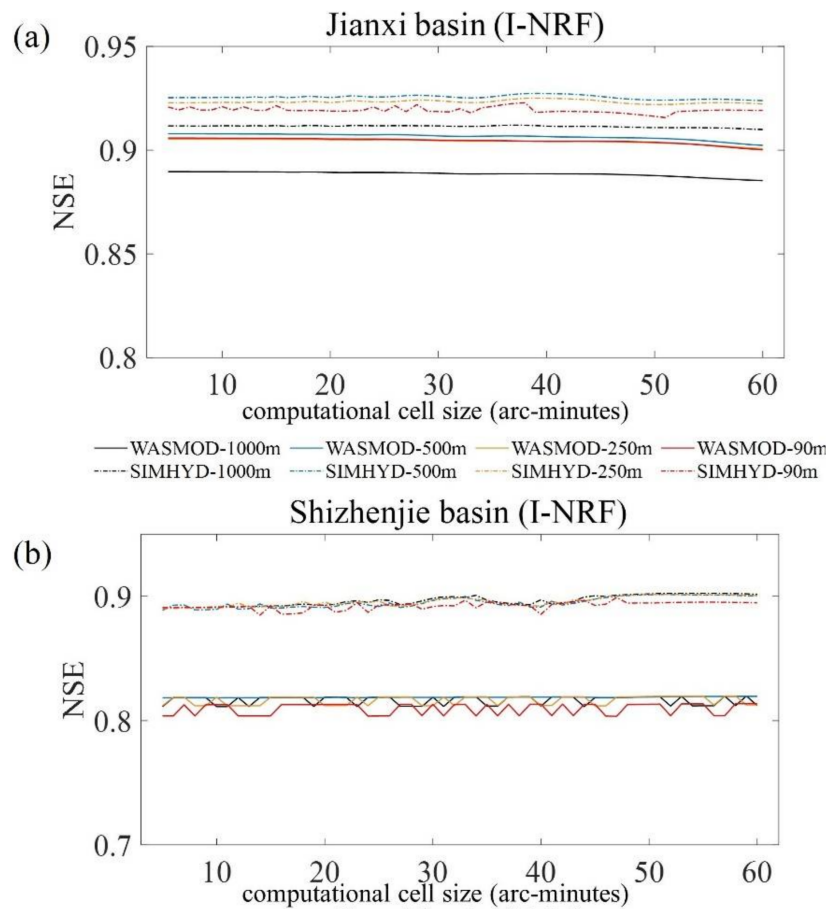 (a)
Jianxi basin (I-NRF)
0.95
0.9
0.85
0.8
NSE
10 20 30 40 50 60
computational cell size (arc-minutes)
WASMOD-1000m WASMOD-500m WASMOD-250m WASMOD-90m
SIMHYD-1000m SIMHYD-500m SIMHYD-250m SIMHYD-90m
(b)
Shizhenjie basin (I-NRF)
0.9
0.8
0.7
NSE
10 20 30 40 50 60
computational cell size (arc-minutes)